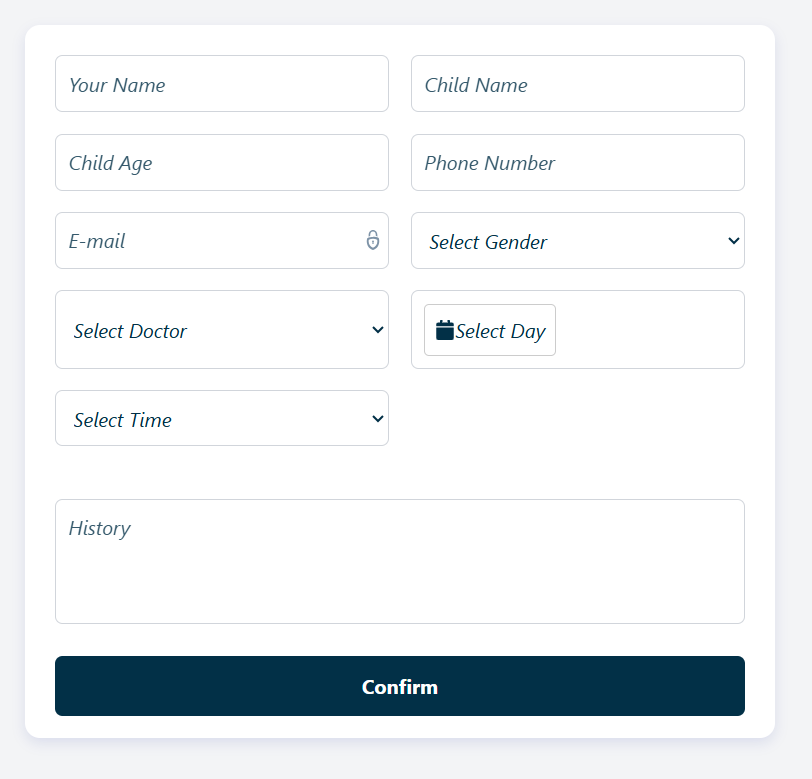 Your Name
Child Name
Child Age
Phone Number
E-mail
Select Gender
Select Doctor
Select Day
Select Time
History
Confirm